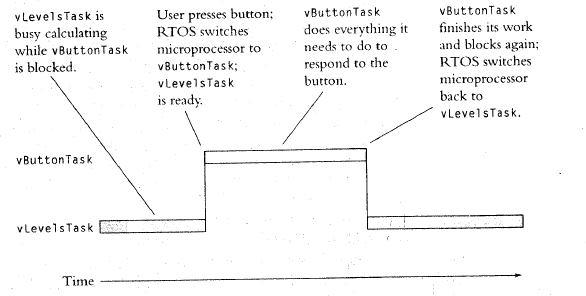 vLevelsTask is
busy calculating
while vButtonTask
is blocked.
User presses button;
RTOS switches
microprocessor to
vButtonTask;
vLevelsTask
is ready.
vButtonTask
does everything it
needs to do to
respond to the
button.
vButtonTask
finishes its work
and blocks again;
RTOS switches
microprocessor
back to
vLevelsTask.
vButtonTask
vLevelsTask
Time